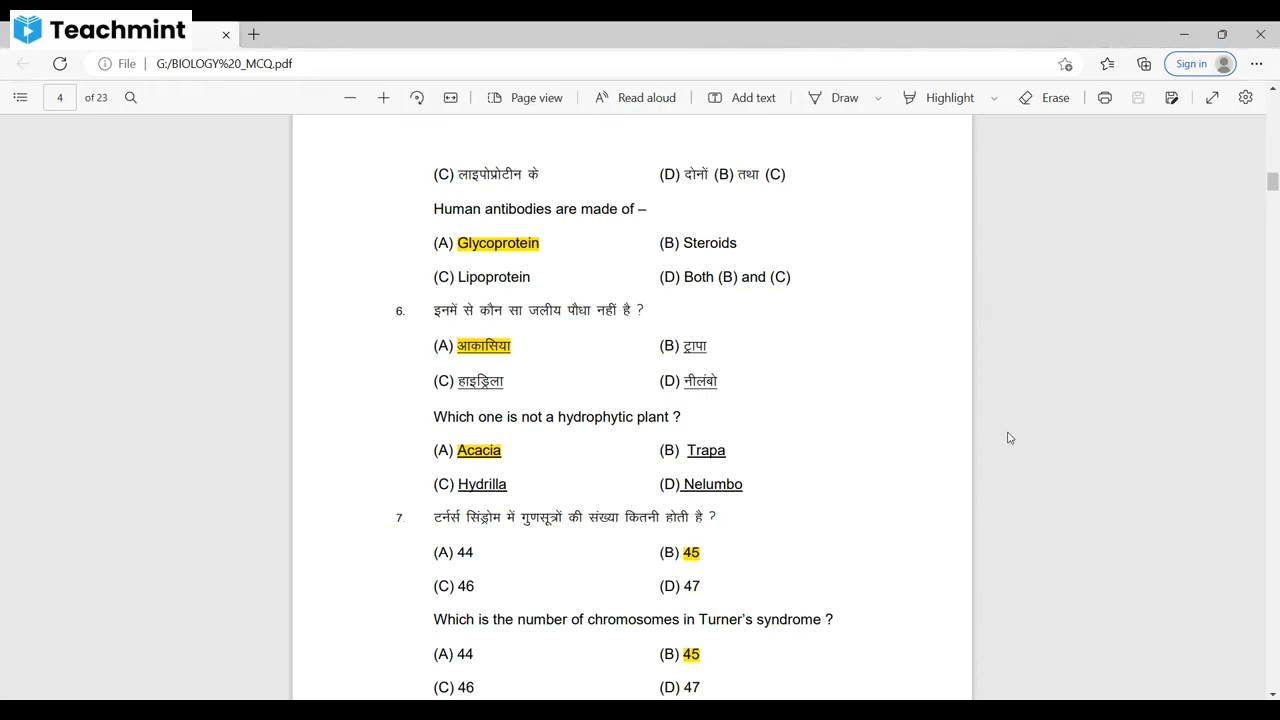 Teachmint
File G:/BIOLOGY%20_MCQ.pdf Sign in
4 of 23 Page view Read aloud Add text Draw Highlight Erase
(C) लाइपोप्रोटीन के (D) दोनों (B) तथा (C)
Human antibodies are made of –
(A) Glycoprotein (B) Steroids
(C) Lipoprotein (D) Both (B) and (C)
6. इनमें से कौन सा जलीय पौधा नहीं है ?
(A) आकासिया (B) ट्रापा
(C) हाइड्रिला (D) नीलंबो
Which one is not a hydrophytic plant ?
(A) Acacia (B) Trapa
(C) Hydrilla (D) Nelumbo
7. टर्नर्स सिंड्रोम में गुणसूत्रों की संख्या कितनी होती है ?
(A) 44 (B) 45
(C) 46 (D) 47
Which is the number of chromosomes in Turner's syndrome ?
(A) 44 (B) 45
(C) 46 (D) 47